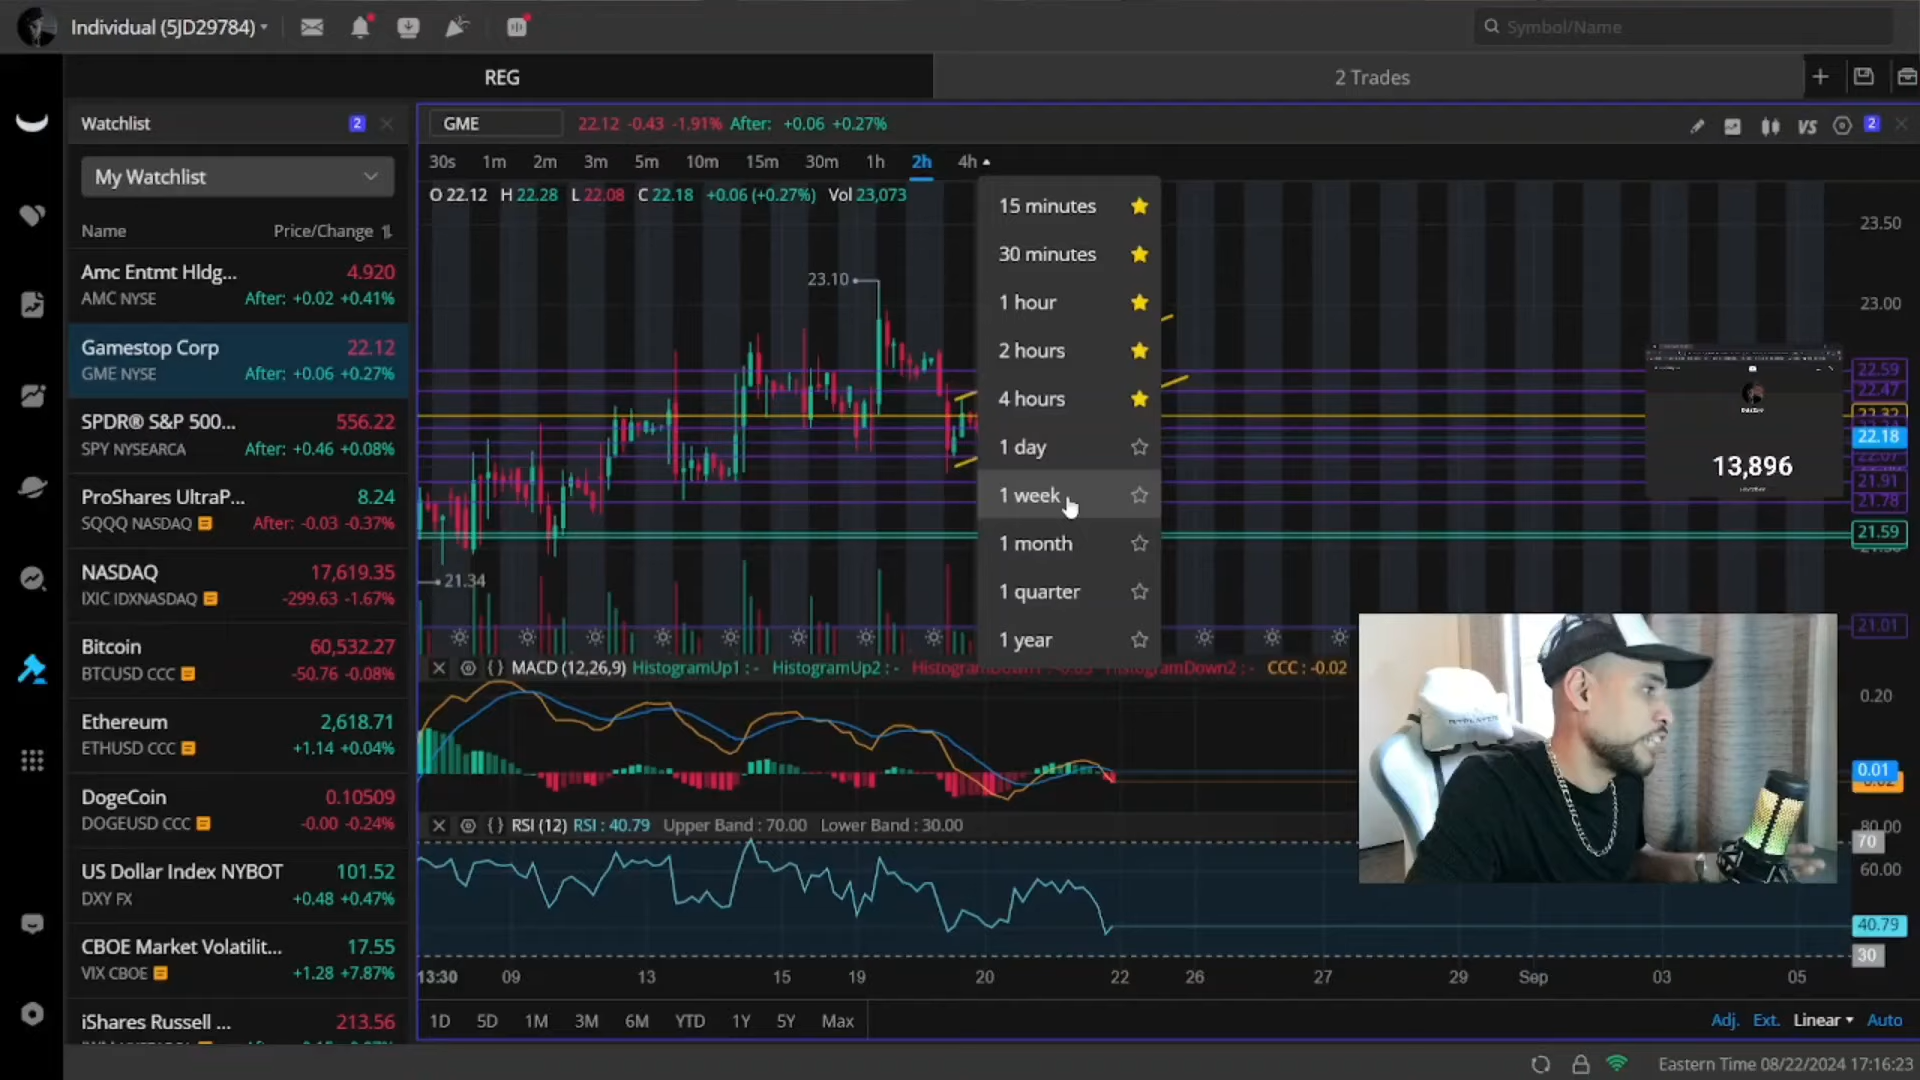 Individual (5JD29784)
Symbol/Name
REG
2 Trades
Watchlist
2
GME
22.12 -0.43 -1.91% After: +0.06 +0.27%
VS
2
My Watchlist
30s 1m 2m 3m 5m 10m 15m 30m 1h 2h 4h
O 22.12 H 22.28 L 22.08 C 22.18 +0.06 (+0.27%) Vol 23,073
Name Price/Change
Amc Entmt Hldg... 4.920
AMC NYSE After: +0.02 +0.41%
Gamestop Corp 22.12
GME NYSE After: +0.06 +0.27%
SPDR® S&P 500... 556.22
SPY NYSEARCA After: +0.46 +0.08%
ProShares UltraP... 8.24
SQQQ NASDAQ After: -0.03 -0.37%
NASDAQ 17,619.35
IXIC IDXNASDAQ -299.63 -1.67%
Bitcoin 60,532.27
BTCUSD CCC -50.76 -0.08%
Ethereum 2,618.71
ETHUSD CCC +1.14 +0.04%
DogeCoin 0.10509
DOGEUSD CCC -0.00 -0.24%
US Dollar Index NYBOT 101.52
DXY FX +0.48 +0.47%
CBOE Market Volatilit... 17.55
VIX CBOE +1.28 +7.87%
iShares Russell ... 213.56
15 minutes
30 minutes
1 hour
2 hours
4 hours
1 day
1 week
1 month
1 quarter
1 year
23.10
21.34
23.50
23.00
22.59
22.47
22.32
22.18
21.91
21.78
21.59
21.01
13,896
MACD (12,26,9) HistogramUp1 : - HistogramUp2 : - CCC : -0.02
0.20
0.01
RSI (12) RSI : 40.79 Upper Band : 70.00 Lower Band : 30.00
80.00
70
60.00
40.79
30
13:30 09 13 15 19 20 22 26 27 29 Sep 03 05
1D 5D 1M 3M 6M YTD 1Y 5Y Max
Adj. Ext. Linear Auto
Eastern Time 08/22/2024 17:16:23